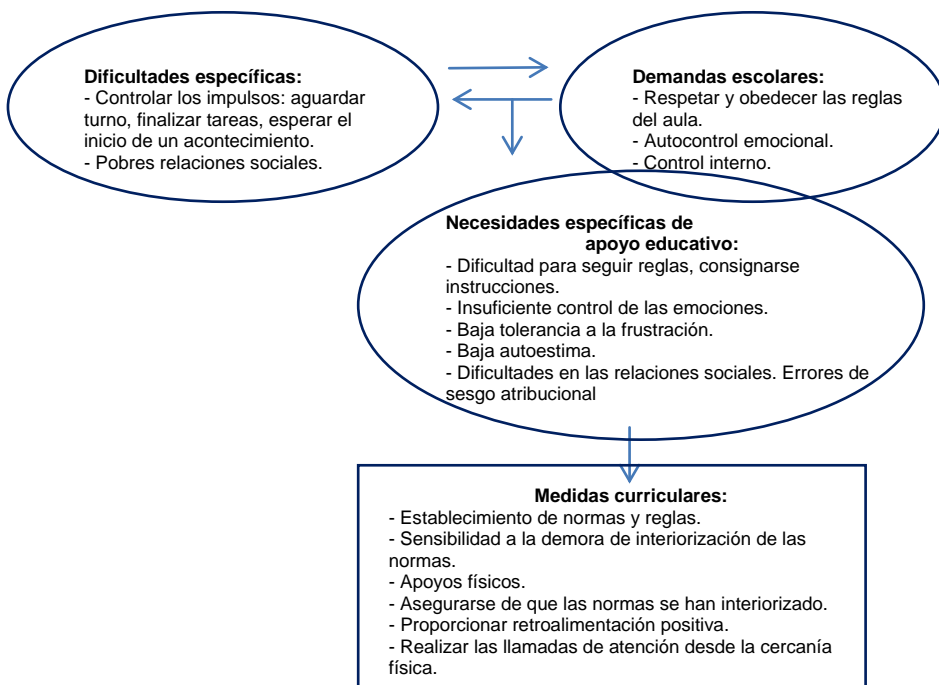 Dificultades específicas:
- Controlar los impulsos: aguardar
turno, finalizar tareas, esperar el
inicio de un acontecimiento.
- Pobres relaciones sociales.
Demandas escolares:
- Respetar y obedecer las reglas
del aula.
- Autocontrol emocional.
- Control interno.
Necesidades específicas de
apoyo educativo:
- Dificultad para seguir reglas, consignarse
instrucciones.
- Insuficiente control de las emociones.
- Baja tolerancia a la frustración.
- Baja autoestima.
- Dificultades en las relaciones sociales. Errores de
sesgo atribucional
Medidas curriculares:
- Establecimiento de normas y reglas.
- Sensibilidad a la demora de interiorización de las
normas.
- Apoyos físicos.
- Asegurarse de que las normas se han interiorizado.
- Proporcionar retroalimentación positiva.
- Realizar las llamadas de atención desde la cercanía
física.